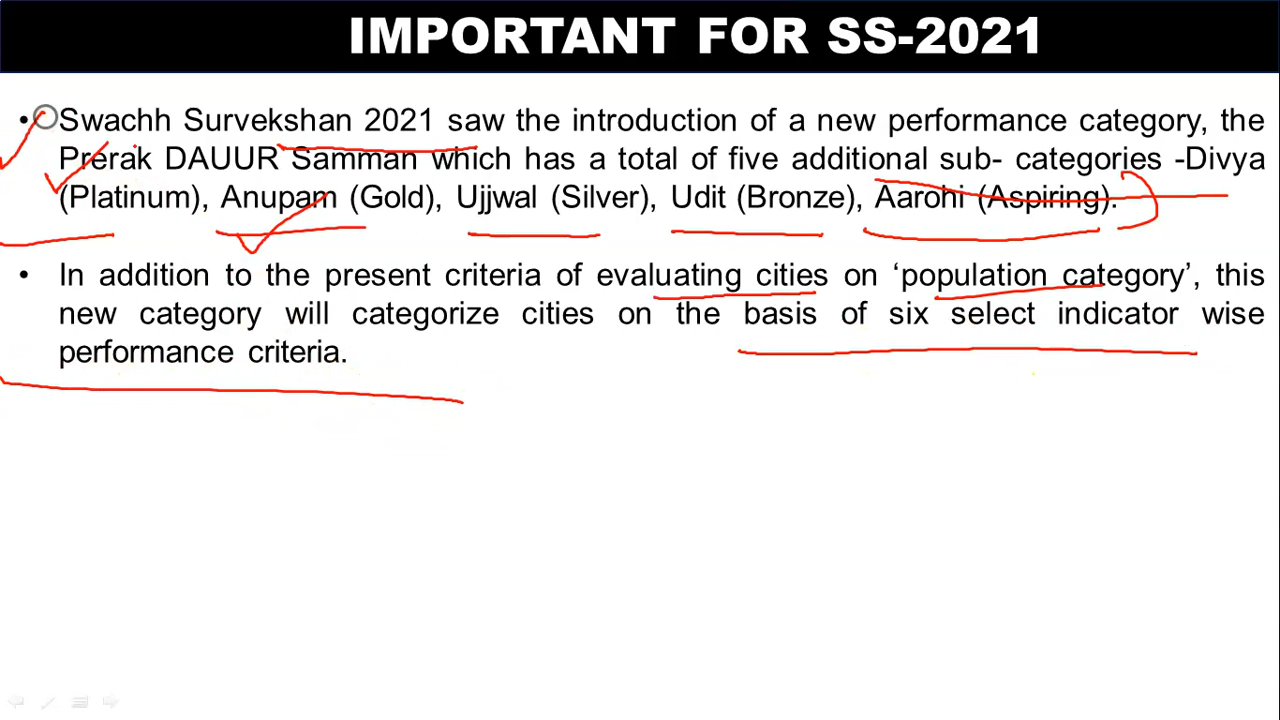 IMPORTANT FOR SS-2021
• Swachh Survekshan 2021 saw the introduction of a new performance category, the
Prerak DAUUR Samman which has a total of five additional sub- categories -Divya
(Platinum), Anupam (Gold), Ujjwal (Silver), Udit (Bronze), Aarohi (Aspiring).
• In addition to the present criteria of evaluating cities on ‘population category’, this
new category will categorize cities on the basis of six select indicator wise
performance criteria.